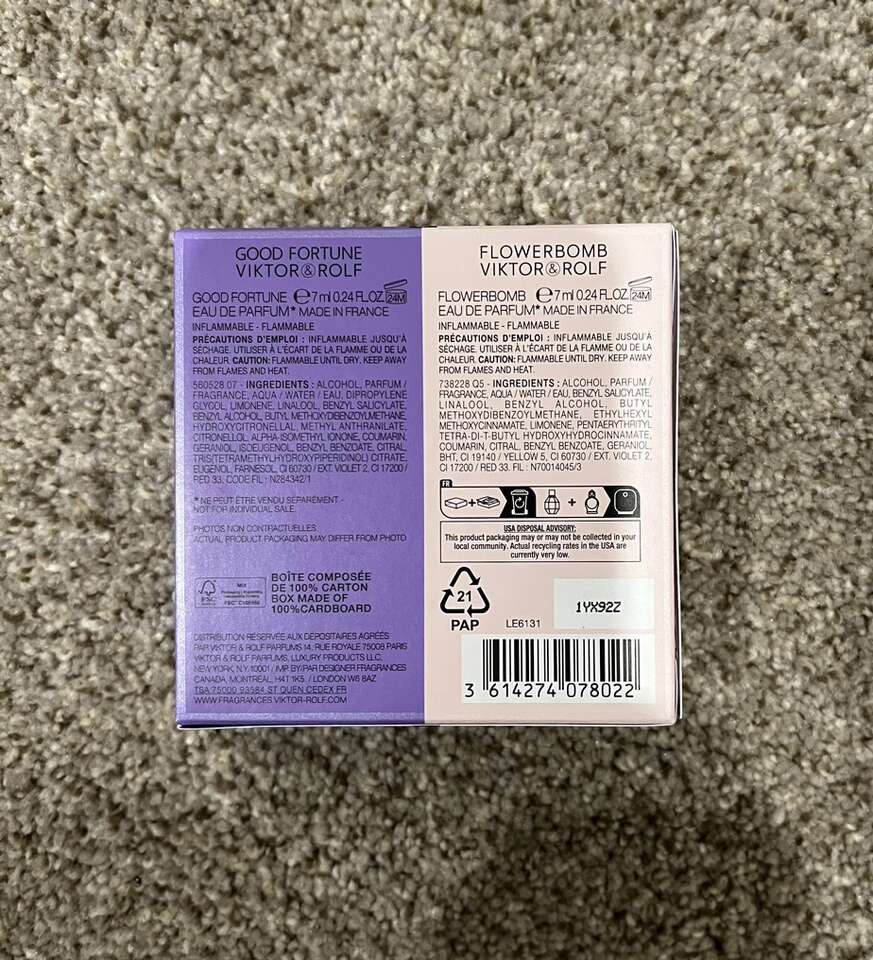 GOOD FORTUNE
VIKTOR&ROLF
GOOD FORTUNE ℮ 7 ml 0.24 FL.OZ. 24M
EAU DE PARFUM* MADE IN FRANCE
INFLAMMABLE - FLAMMABLE
PRÉCAUTIONS D'EMPLOI : INFLAMMABLE JUSQU'À
SÉCHAGE. UTILISER À L'ÉCART DE LA FLAMME OU DE LA
CHALEUR. CAUTION: FLAMMABLE UNTIL DRY. KEEP AWAY
FROM FLAMES AND HEAT.
560528 07 - INGREDIENTS : ALCOHOL, PARFUM /
FRAGRANCE, AQUA / WATER / EAU, DIPROPYLENE
GLYCOL, LIMONENE, LINALOOL, BENZYL SALICYLATE,
BENZYL ALCOHOL, BUTYL METHOXYDIBENZOYLMETHANE,
HYDROXYCITRONELLAL, METHYL ANTHRANILATE,
CITRONELLOL, ALPHA-ISOMETHYL IONONE, COUMARIN,
GERANIOL, ISOEUGENOL, BENZYL BENZOATE, CITRAL,
TRIS(TETRAMETHYLHYDROXYPIPERIDINOL) CITRATE,
EUGENOL, FARNESOL, CI 60730 / EXT. VIOLET 2, CI 17200 /
RED 33. CODE FIL : N284342/1
* NE PEUT ÊTRE VENDU SÉPARÉMENT -
NOT FOR INDIVIDUAL SALE.
PHOTOS NON CONTRACTUELLES
ACTUAL PRODUCT PACKAGING MAY DIFFER FROM PHOTO
FSC
MIX
BOÎTE COMPOSÉE
DE 100% CARTON
BOX MADE OF
100%CARDBOARD
DISTRIBUTION RÉSERVÉE AUX DÉPOSITAIRES AGRÉÉS
PAR VIKTOR & ROLF PARFUMS 14, RUE ROYALE 75008 PARIS
VIKTOR & ROLF PARFUMS, LUXURY PRODUCTS LLC,
NEW YORK, N.Y. 10001 / IMP. BY/PAR DESIGNER FRAGRANCES
CANADA, MONTRÉAL, H4T 1K5. / LONDON W6 8AZ
TSA 75000 93584 ST OUEN CEDEX FR
WWW.FRAGRANCES.VIKTOR-ROLF.COM
FLOWERBOMB
VIKTOR&ROLF
FLOWERBOMB ℮ 7 ml 0.24 FL.OZ. 24M
EAU DE PARFUM* MADE IN FRANCE
INFLAMMABLE - FLAMMABLE
PRÉCAUTIONS D'EMPLOI : INFLAMMABLE JUSQU'À
SÉCHAGE. UTILISER À L'ÉCART DE LA FLAMME OU DE LA
CHALEUR. CAUTION: FLAMMABLE UNTIL DRY. KEEP AWAY
FROM FLAMES AND HEAT.
738228 Q5 - INGREDIENTS : ALCOHOL, PARFUM /
FRAGRANCE, AQUA / WATER / EAU, BENZYL SALICYLATE,
LINALOOL, BENZYL ALCOHOL, BUTYL
METHOXYDIBENZOYLMETHANE, ETHYLHEXYL
METHOXYCINNAMATE, LIMONENE, PENTAERYTHRITYL
TETRA-DI-T-BUTYL HYDROXYHYDROCINNAMATE,
COUMARIN, CITRAL, BENZYL BENZOATE, GERANIOL,
BHT, CI 19140 / YELLOW 5, CI 60730 / EXT. VIOLET 2,
CI 17200 / RED 33. FIL : N70014045/3
FR
USA DISPOSAL ADVISORY:
This product packaging may or may not be collected in your
local community. Actual recycling rates in the USA are
currently very low.
21
PAP
LE6131
1YX92Z
3 614274 078022